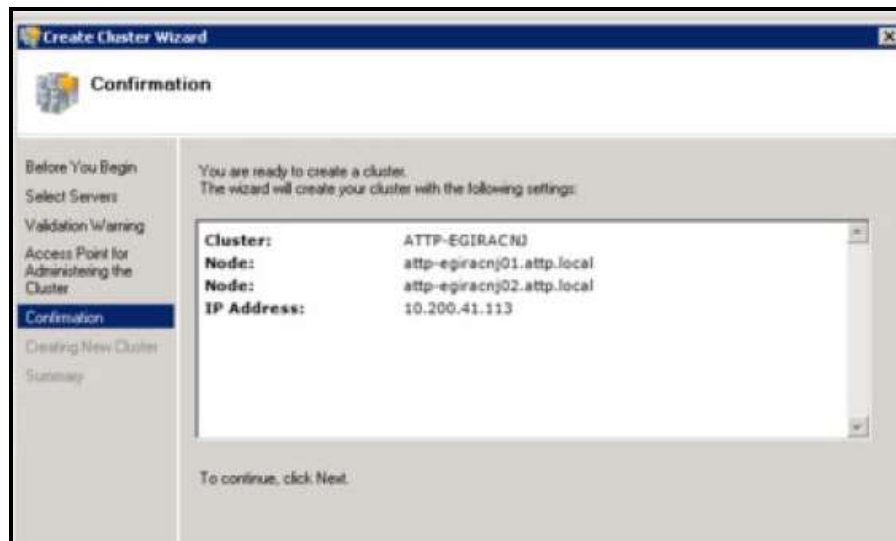 Create Cluster Wizard
Confirmation
Before You Begin
Select Servers
Validation Warning
Access Point for
Administering the
Cluster
Confirmation
Creating New Cluster
Summary
You are ready to create a cluster.
The wizard will create your cluster with the following settings:
Cluster: ATTP-EGIRACNJ
Node: attp-egiracnj01.attp.local
Node: attp-egiracnj02.attp.local
IP Address: 10.200.41.113
To continue, click Next.